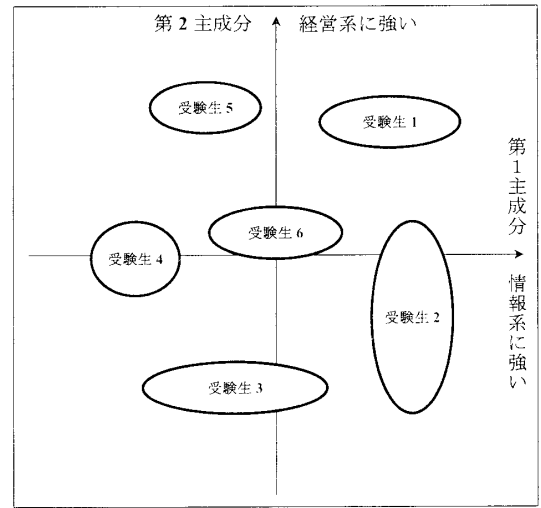 第2主成分
経営系に強い
受験生5
受験生1
第1主成分
受験生6
受験生4
情報系に強い
受験生2
受験生3